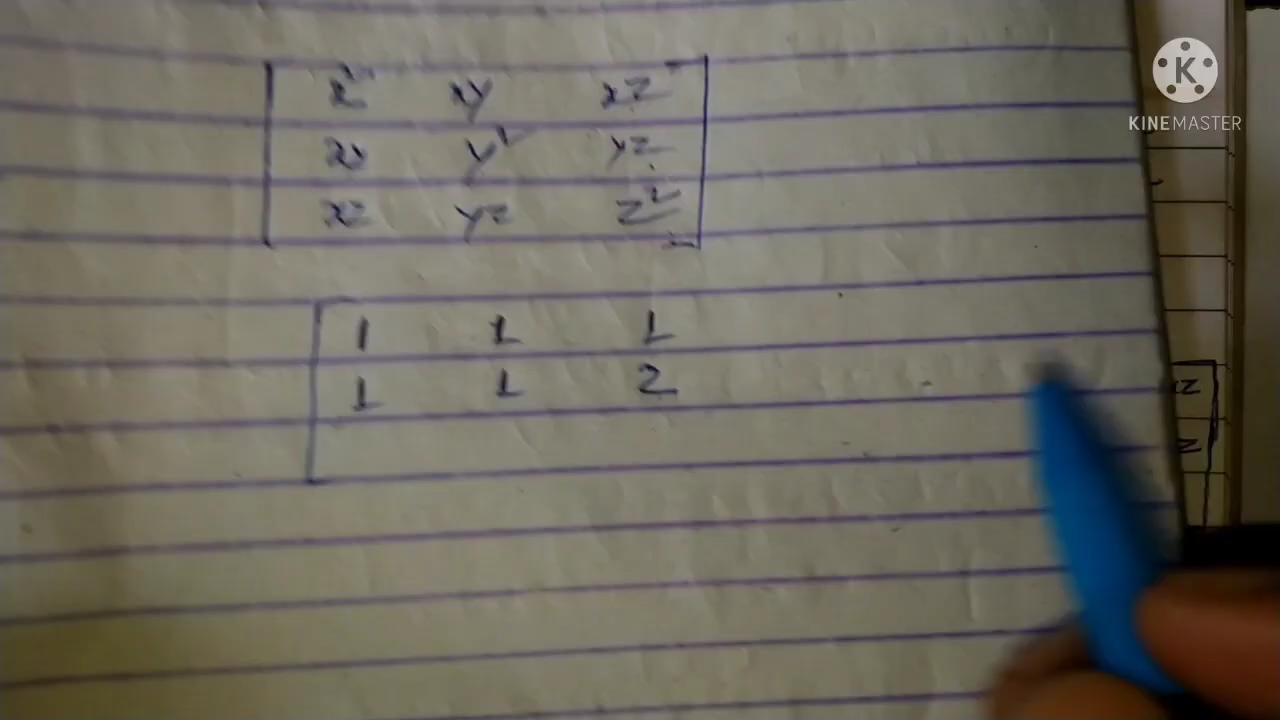 x² xy xz
xy y² yz
xz yz z²
1 1 1
1 1 2
K
KINEMASTER